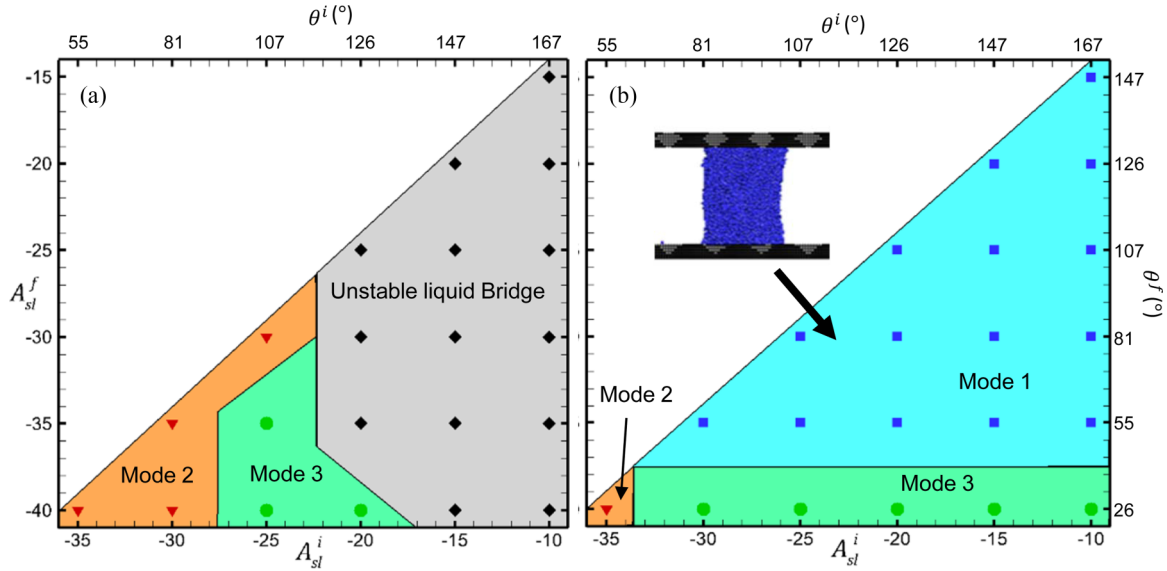 θ^i (°)
55 81 107 126 147 167
(a)
-15
-20
-25
A_sl^f
-30
-35
-40
Unstable liquid Bridge
Mode 2
Mode 3
-35 -30 -25 -20 -15 -10
A_sl^i
θ^i (°)
55 81 107 126 147 167
(b)
147
126
107
θ^f (°)
81
55
26
Mode 1
Mode 2
Mode 3
-35 -30 -25 -20 -15 -10
A_sl^i